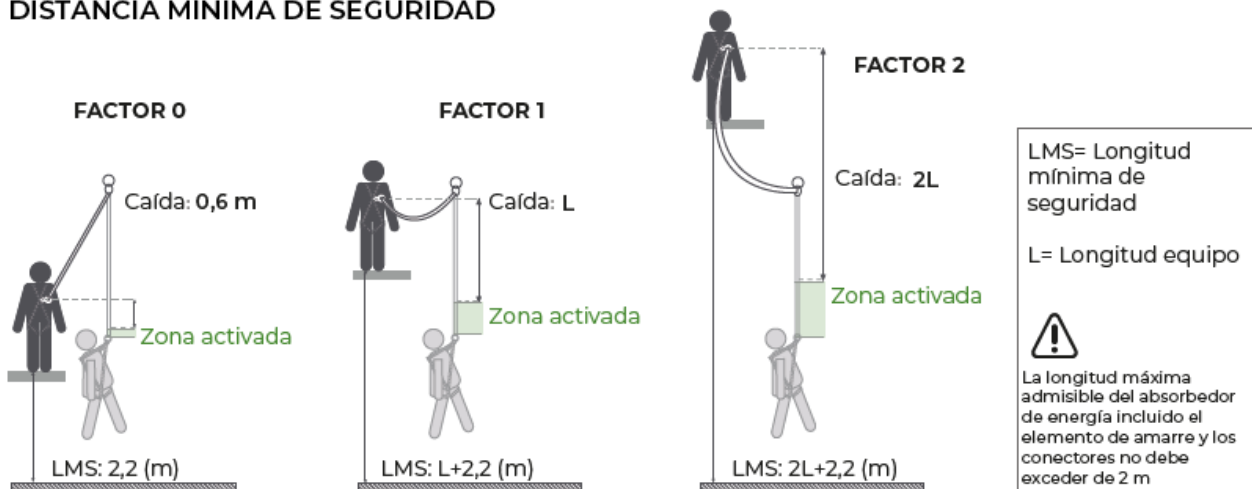 DISTANCIA MÍNIMA DE SEGURIDAD
FACTOR 0
Caída: 0,6 m
Zona activada
LMS: 2,2 (m)
FACTOR 1
Caída: L
Zona activada
LMS: L+2,2 (m)
FACTOR 2
Caída: 2L
Zona activada
LMS: 2L+2,2 (m)
LMS= Longitud
mínima de
seguridad
L= Longitud equipo
La longitud máxima
admisible del absorbedor
de energía incluido el
elemento de amarre y los
conectores no debe
exceder de 2 m